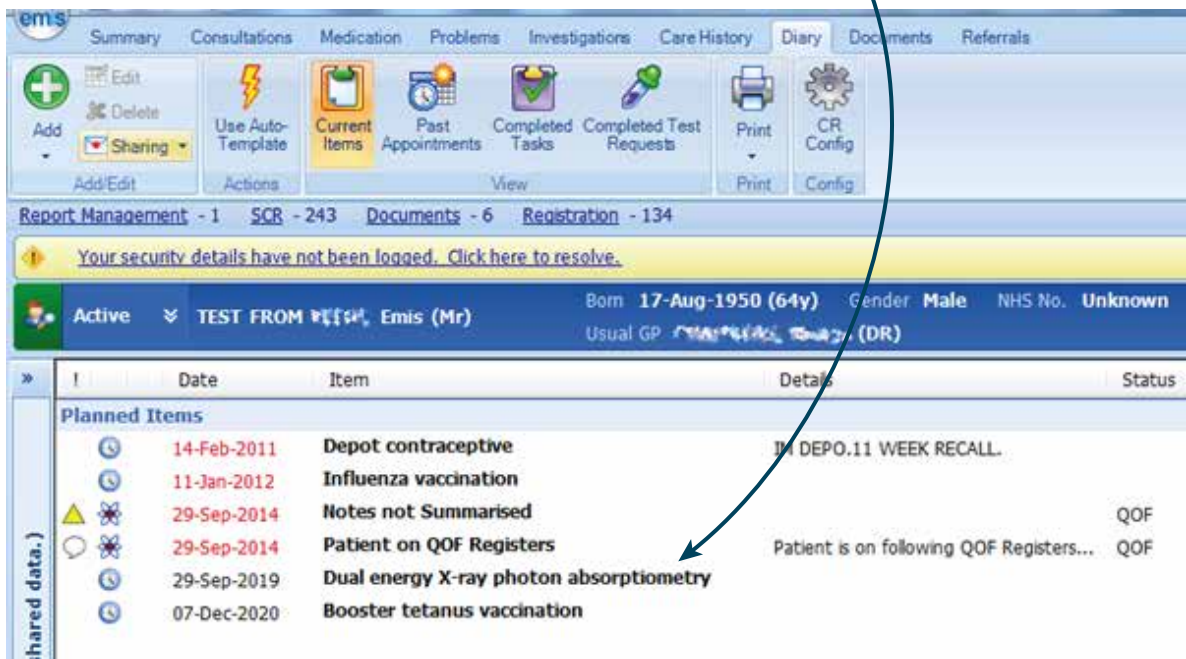 emis
Summary Consultations Medication Problems Investigations Care History Diary Documents Referrals
Add
Edit
Delete
Sharing
Use Auto-
Template
Current
Items
Past
Appointments
Completed
Tasks
Completed Test
Requests
Print
CR
Config
Add/Edit Actions View Print Config
Report Management - 1 SCR - 243 Documents - 6 Registration - 134
Your security details have not been logged. Click here to resolve.
Active TEST FROM Emis (Mr)
Born 17-Aug-1950 (64y) Gender Male NHS No. Unknown
Usual GP (DR)
! Date Item Details Status
Planned Items
14-Feb-2011 Depot contraceptive IM DEPO.11 WEEK RECALL.
11-Jan-2012 Influenza vaccination
29-Sep-2014 Notes not Summarised QOF
29-Sep-2014 Patient on QOF Registers Patient is on following QOF Registers... QOF
29-Sep-2019 Dual energy X-ray photon absorptiometry
07-Dec-2020 Booster tetanus vaccination
shared data.)